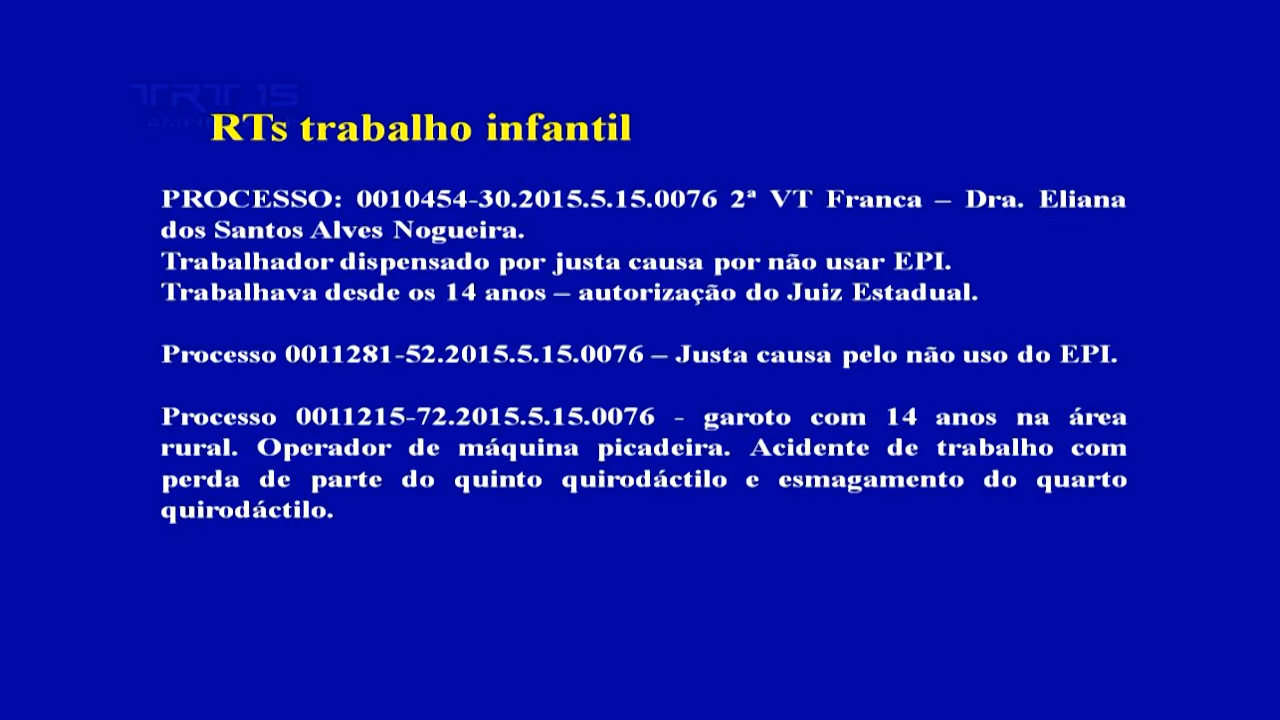 TRT 15
RTs trabalho infantil
PROCESSO: 0010454-30.2015.5.15.0076 2ª VT Franca – Dra. Eliana
dos Santos Alves Nogueira.
Trabalhador dispensado por justa causa por não usar EPI.
Trabalhava desde os 14 anos – autorização do Juiz Estadual.
Processo 0011281-52.2015.5.15.0076 – Justa causa pelo não uso do EPI.
Processo 0011215-72.2015.5.15.0076 - garoto com 14 anos na área
rural. Operador de máquina picadeira. Acidente de trabalho com
perda de parte do quinto quirodáctilo e esmagamento do quarto
quirodáctilo.